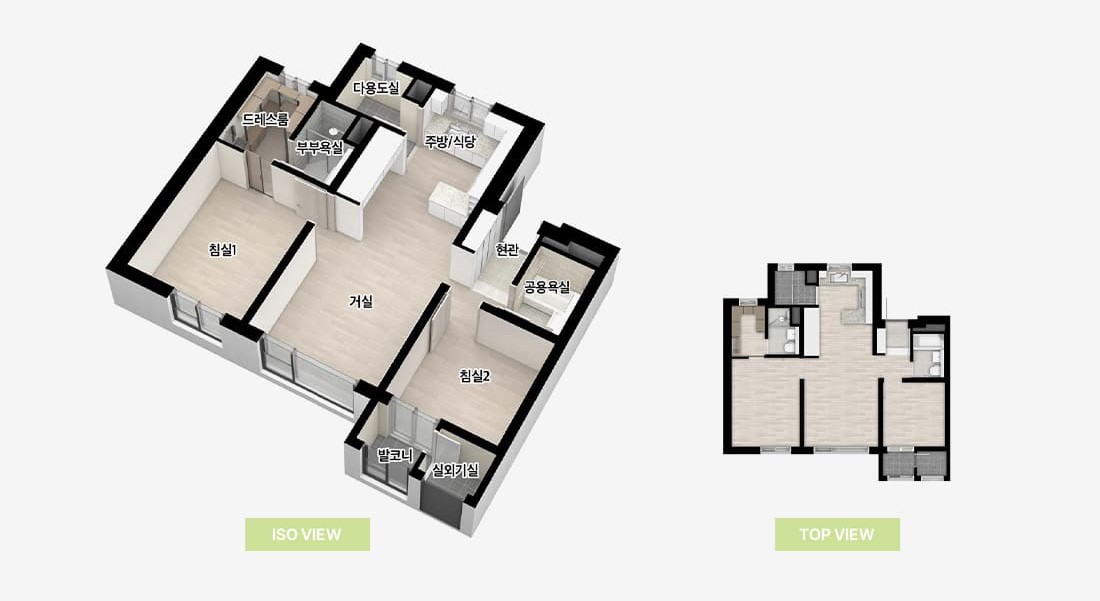 다용도실
드레스룸
부부욕실
주방/식당
침실1
현관
공용욕실
거실
침실2
발코니
실외기실
ISO VIEW
TOP VIEW